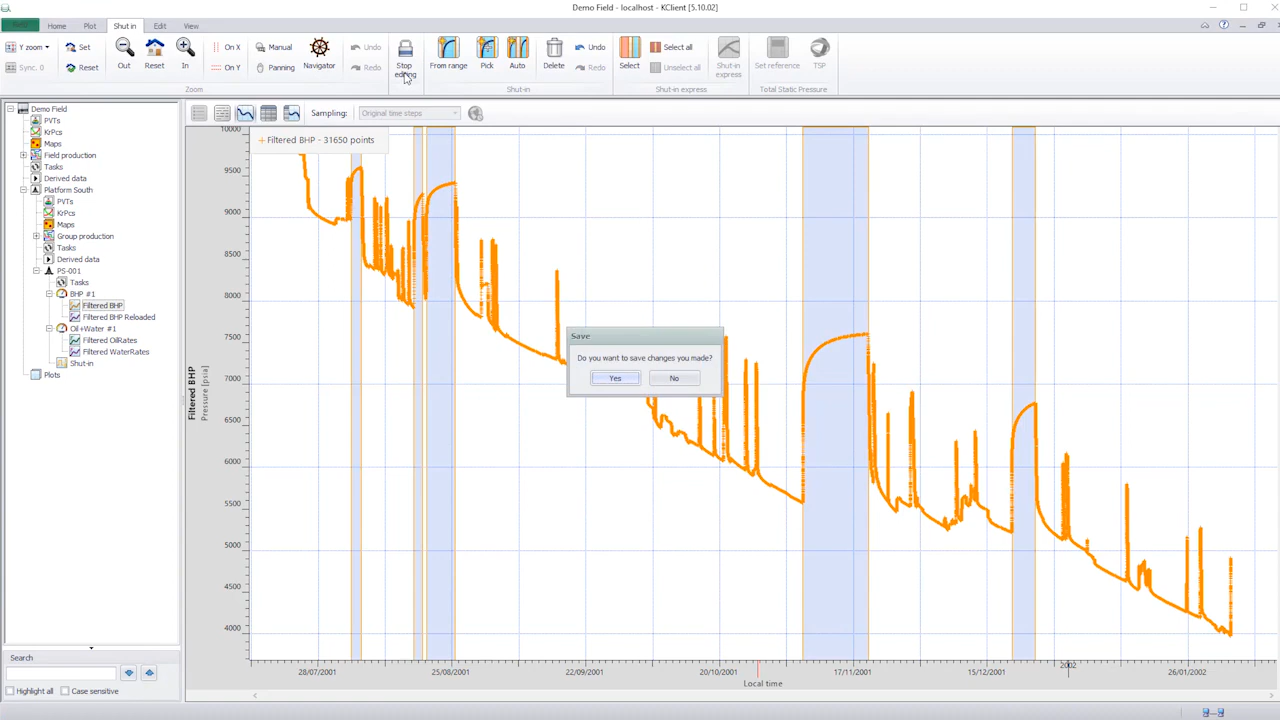 Demo Field - localhost - KClient [5.10.02]
Home Plot Shut in Edit View
Y zoom Set Out Reset In On X Manual Navigator Undo Stop editing From range Pick Auto Delete Undo Select Select all Shut-in express Set reference TSP
Sync. 0 Reset On Y Panning Redo Redo Unselect all
Zoom Shut-in Shut-in express Total Static Pressure
Sampling: Original time steps
Demo Field
PVTs
KrPcs
Maps
Field production
Tasks
Derived data
Platform South
PVTs
KrPcs
Maps
Group production
Tasks
Derived data
PS-001
Tasks
BHP #1
Filtered BHP
Filtered BHP Reloaded
Oil+Water #1
Filtered OilRates
Filtered WaterRates
Shut-in
Plots
Search
Highlight all Case sensitive
Filtered BHP - 31650 points
10000
9500
9000
8500
8000
7500
7000
6500
6000
5500
5000
4500
4000
Filtered BHP
Pressure [psia]
Save
Do you want to save changes you made?
Yes No
2002
28/07/2001 25/08/2001 22/09/2001 20/10/2001 17/11/2001 15/12/2001 26/01/2002
Local time